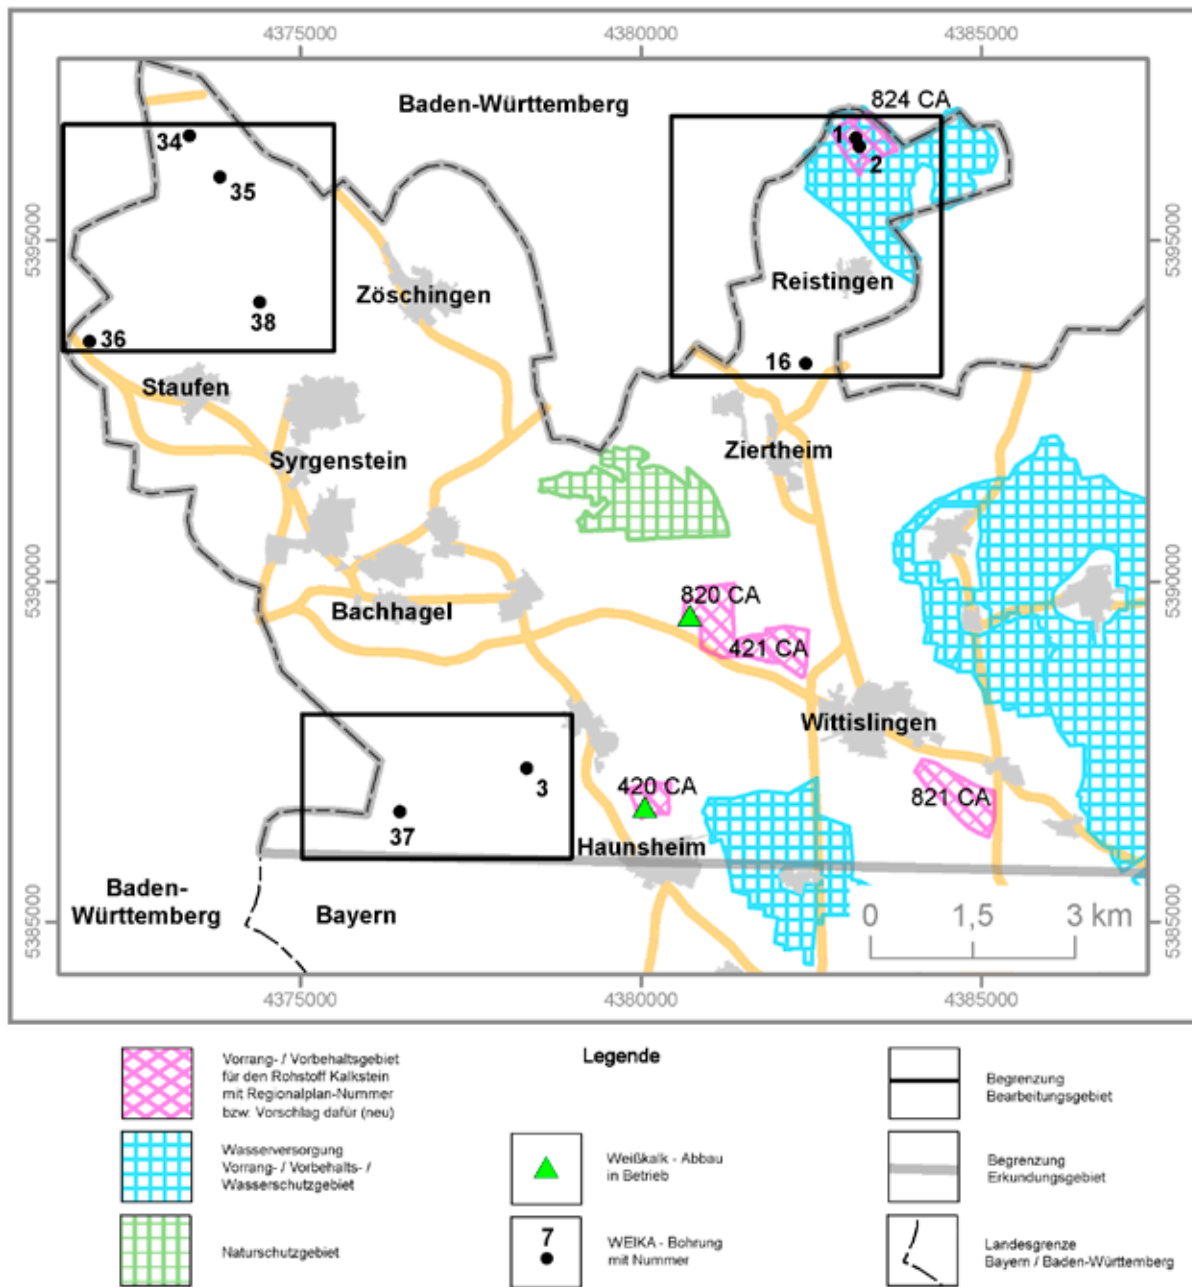 4375000
4380000
4385000
Baden-Württemberg
824 CA
34
1
2
35
5395000
5395000
Reistingen
Zöschingen
38
36
16
Staufen
Ziertheim
Syrgenstein
5390000
5390000
820 CA
Bachhagel
421 CA
Wittislingen
3
420 CA
821 CA
37
Haunsheim
Baden-
Württemberg
Bayern
0 1,5 3 km
5385000
5385000
4375000
4380000
4385000
Legende
Vorrang- / Vorbehaltsgebiet
für den Rohstoff Kalkstein
mit Regionalplan-Nummer
bzw. Vorschlag dafür (neu)
Wasserversorgung
Vorrang- / Vorbehalts- /
Wasserschutzgebiet
Naturschutzgebiet
Weißkalk - Abbau
in Betrieb
7
WEIKA - Bohrung
mit Nummer
Begrenzung
Bearbeitungsgebiet
Begrenzung
Erkundungsgebiet
Landesgrenze
Bayern / Baden-Württemberg